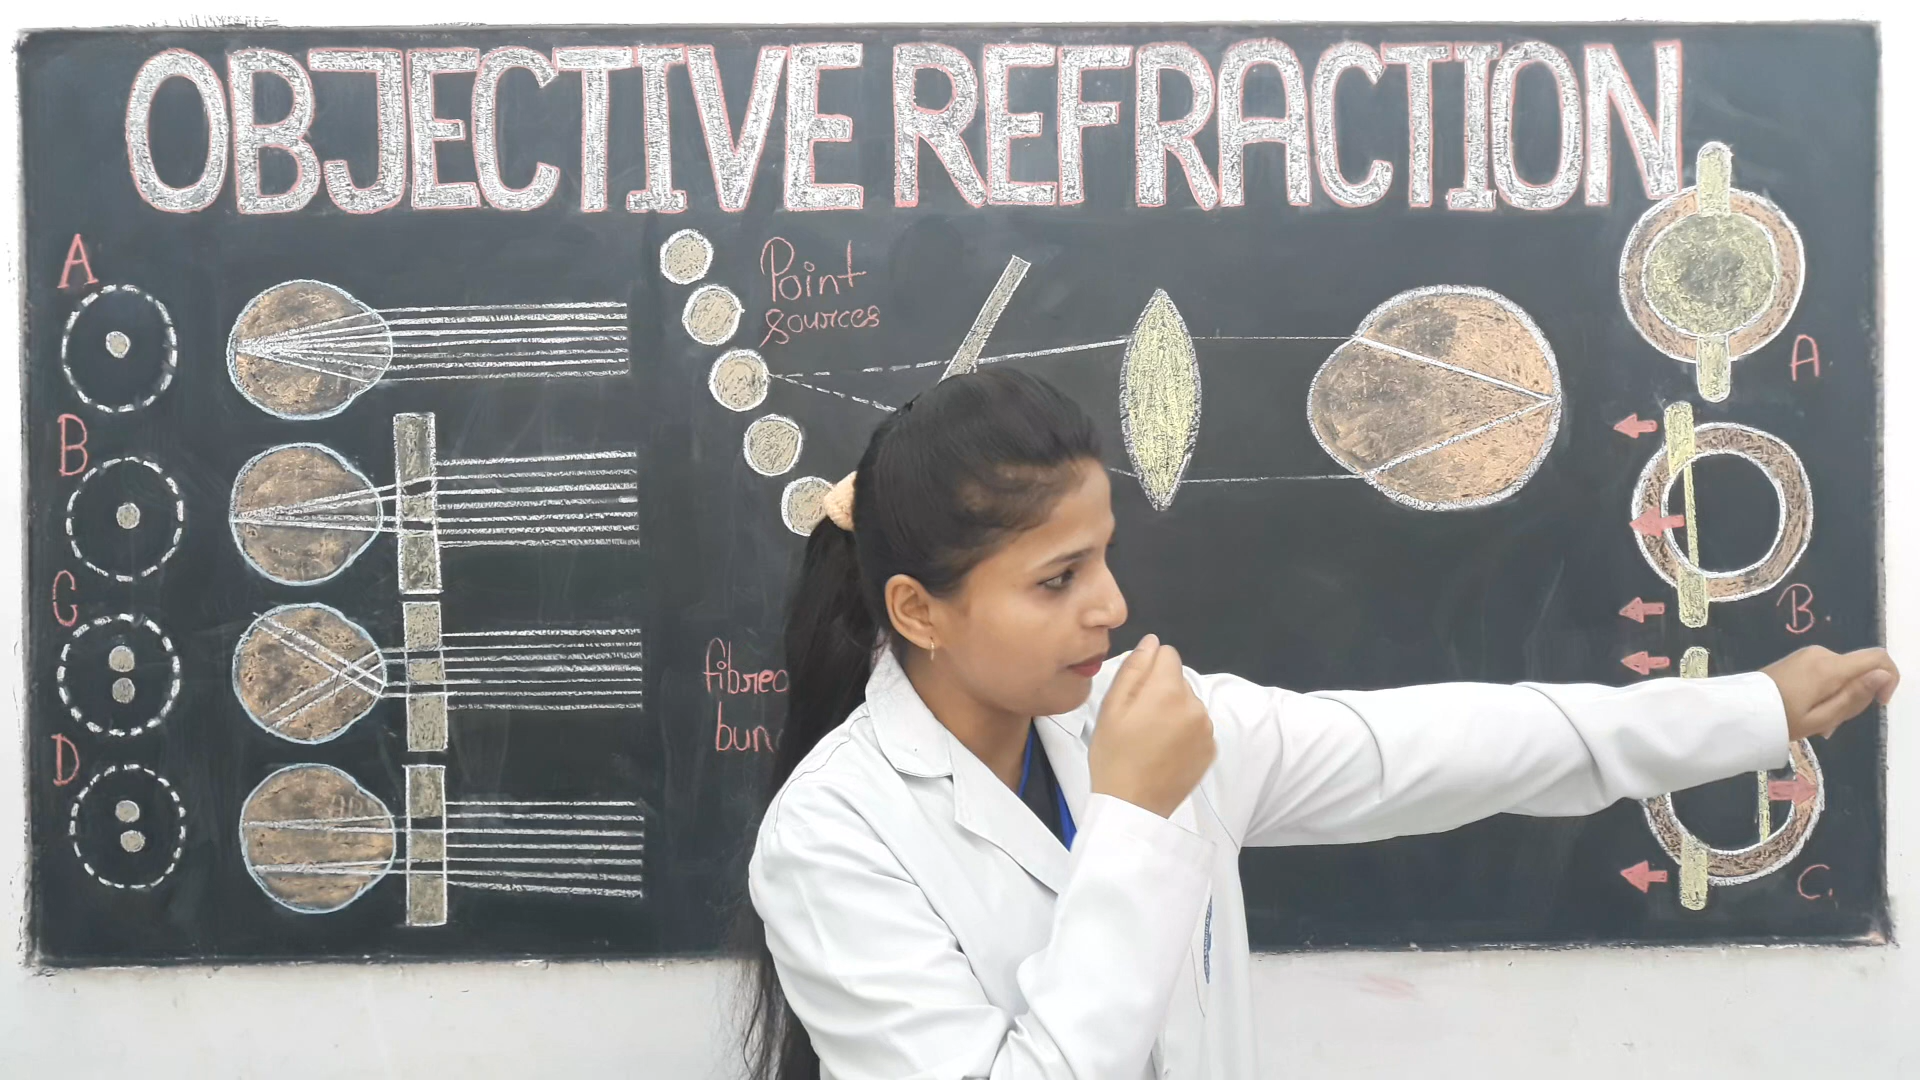 OBJECTIVE REFRACTION
A
B
C
D
Point
sources
A.
B.
C.